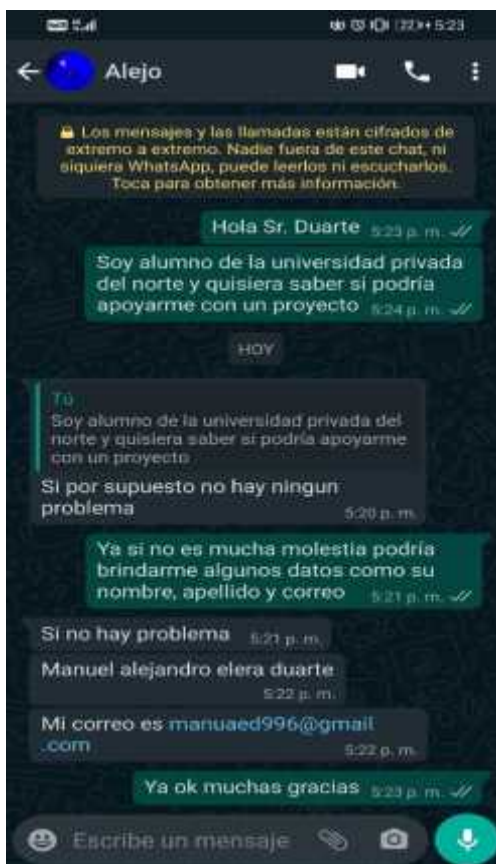 5:23
Alejo
Los mensajes y las llamadas están cifrados de
extremo a extremo. Nadie fuera de este chat, ni
siquiera WhatsApp, puede leerlos ni escucharlos.
Toca para obtener más información.
Hola Sr. Duarte 5:23 p. m.
Soy alumno de la universidad privada
del norte y quisiera saber si podría
apoyarme con un proyecto 5:24 p. m.
HOY
Tú
Soy alumno de la universidad privada del
norte y quisiera saber si podría apoyarme
con un proyecto
Si por supuesto no hay ningun
problema 5:20 p. m.
Ya si no es mucha molestia podría
brindarme algunos datos como su
nombre, apellido y correo 5:21 p. m.
Si no hay problema 5:21 p. m.
Manuel alejandro elera duarte
5:22 p. m.
Mi correo es manuaed996@gmail
.com 5:22 p. m.
Ya ok muchas gracias 5:23 p. m.
Escribe un mensaje